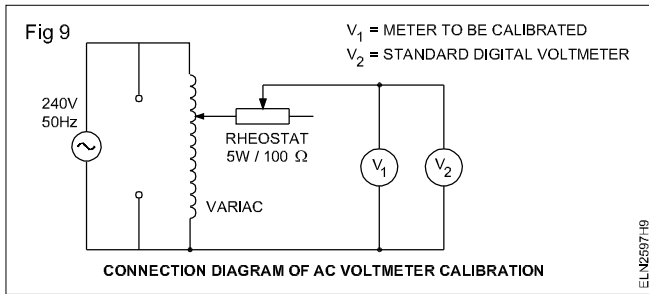 Fig 9
V1 = METER TO BE CALIBRATED
V2 = STANDARD DIGITAL VOLTMETER
240V
50Hz
RHEOSTAT
5W / 100 Ω
V1
V2
VARIAC
CONNECTION DIAGRAM OF AC VOLTMETER CALIBRATION
ELN2597H9